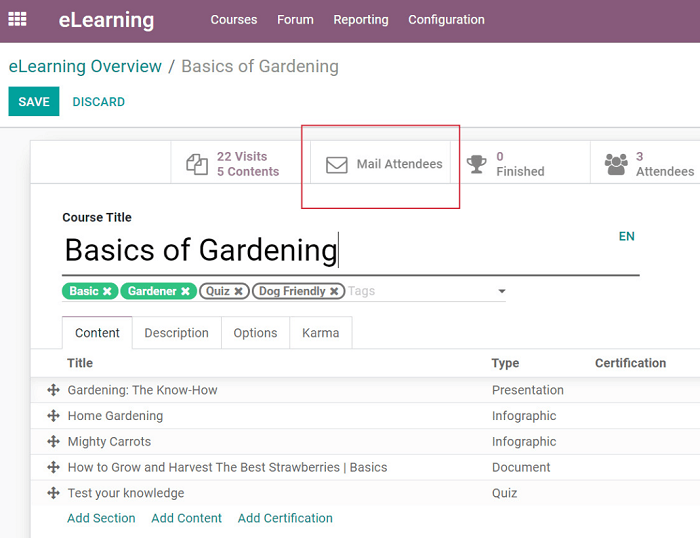 eLearning Courses Forum Reporting Configuration
eLearning Overview / Basics of Gardening
SAVE DISCARD
22 Visits
5 Contents
Mail Attendees
0
Finished
3
Attendees
Course Title
Basics of Gardening
EN
Basic Gardener Quiz Dog Friendly Tags
Content Description Options Karma
Title Type Certification
Gardening: The Know-How Presentation
Home Gardening Infographic
Mighty Carrots Infographic
How to Grow and Harvest The Best Strawberries | Basics Document
Test your knowledge Quiz
Add Section Add Content Add Certification